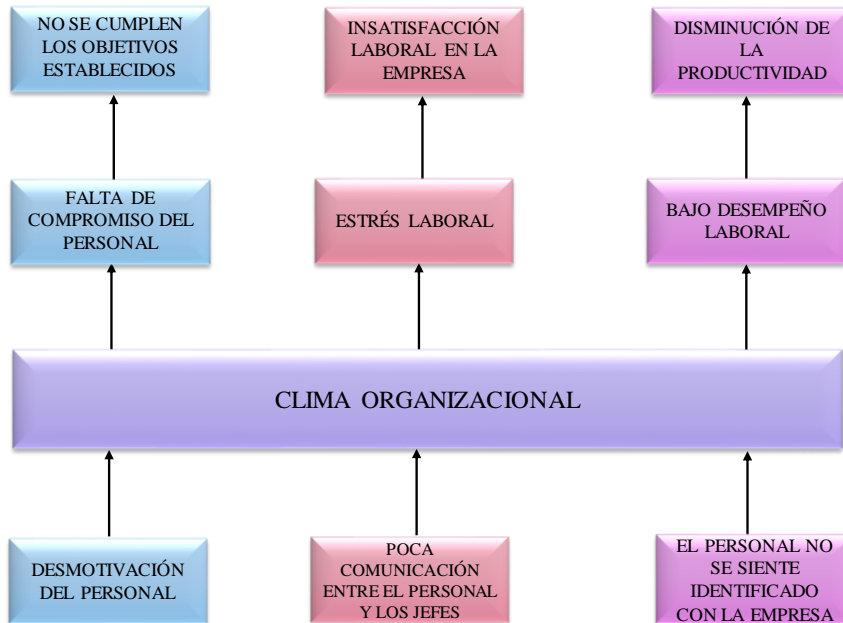 NO SE CUMPLEN
LOS OBJETIVOS
ESTABLECIDOS
INSATISFACCIÓN
LABORAL EN LA
EMPRESA
DISMINUCIÓN DE
LA
PRODUCTIVIDAD
FALTA DE
COMPROMISO DEL
PERSONAL
ESTRÉS LABORAL
BAJO DESEMPEÑO
LABORAL
CLIMA ORGANIZACIONAL
DESMOTIVACIÓN
DEL PERSONAL
POCA
COMUNICACIÓN
ENTRE EL PERSONAL
Y LOS JEFES
EL PERSONAL NO
SE SIENTE
IDENTIFICADO
CON LA EMPRESA